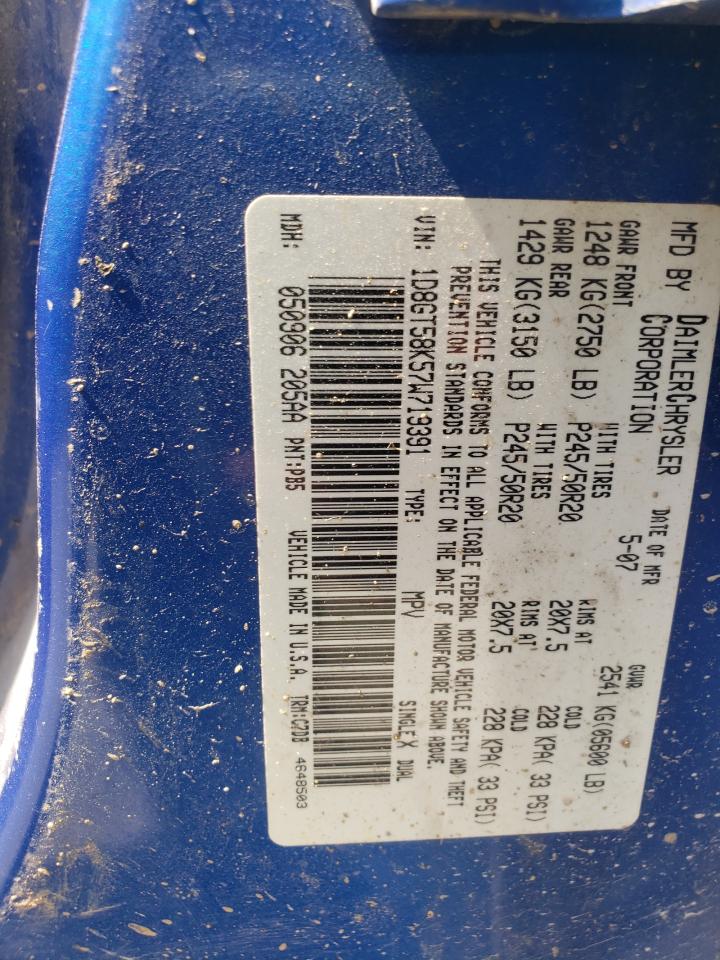 MFD BY DAIMLERCHRYSLER CORPORATION DATE OF MFR 5-07 GVWR 2541 KG(05600 LB)
GAWR FRONT WITH TIRES RIMS AT COLD
1248 KG(2750 LB) P245/50R20 20X7.5 228 KPA( 33 PSI)
GAWR REAR WITH TIRES RIMS AT COLD
1429 KG(3150 LB) P245/50R20 20X7.5 228 KPA( 33 PSI)
THIS VEHICLE CONFORMS TO ALL APPLICABLE FEDERAL MOTOR VEHICLE SAFETY AND THEFT
PREVENTION STANDARDS IN EFFECT ON THE DATE OF MANUFACTURE SHOWN ABOVE.
VIN: 1D8GT58K57W719391 TYPE: MPV SINGLE X DUAL
MDH: 050906 205AA PNT:PB5 VEHICLE MADE IN U.S.A. TRM:C7DB 4648503